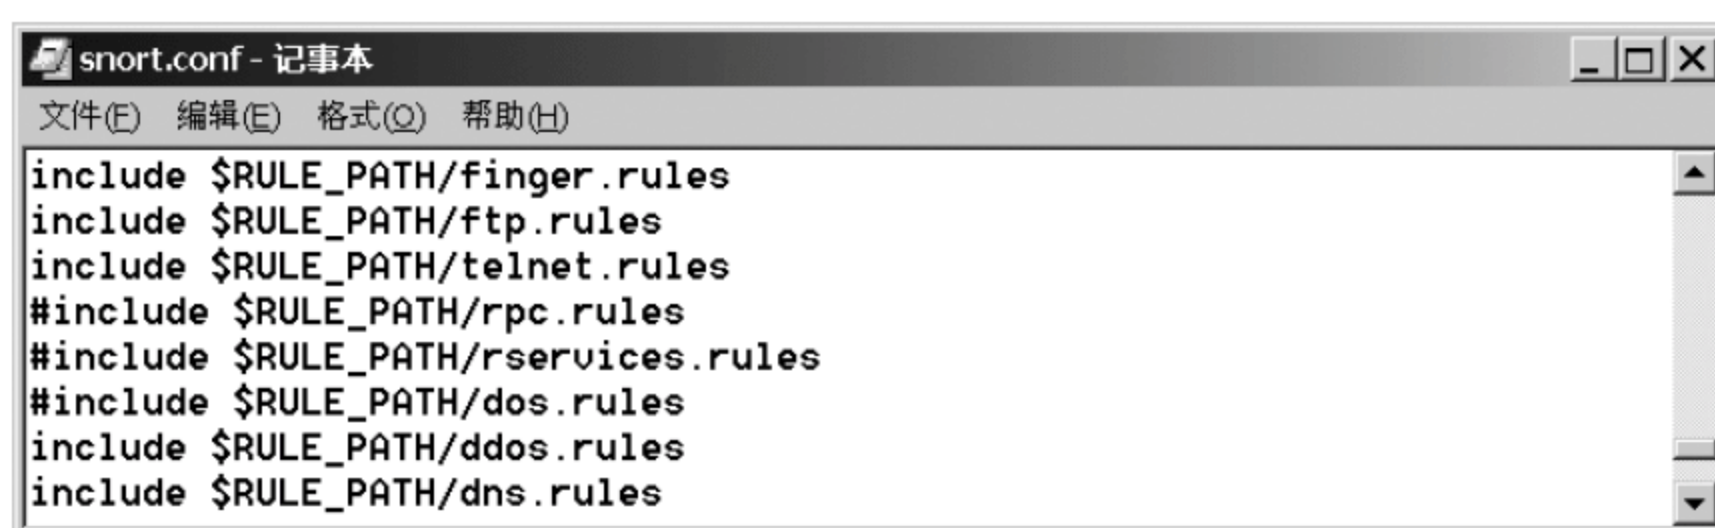 snort.conf - 记事本
文件(F) 编辑(E) 格式(O) 帮助(H)
include $RULE_PATH/finger.rules
include $RULE_PATH/ftp.rules
include $RULE_PATH/telnet.rules
#include $RULE_PATH/rpc.rules
#include $RULE_PATH/rservices.rules
#include $RULE_PATH/dos.rules
include $RULE_PATH/ddos.rules
include $RULE_PATH/dns.rules